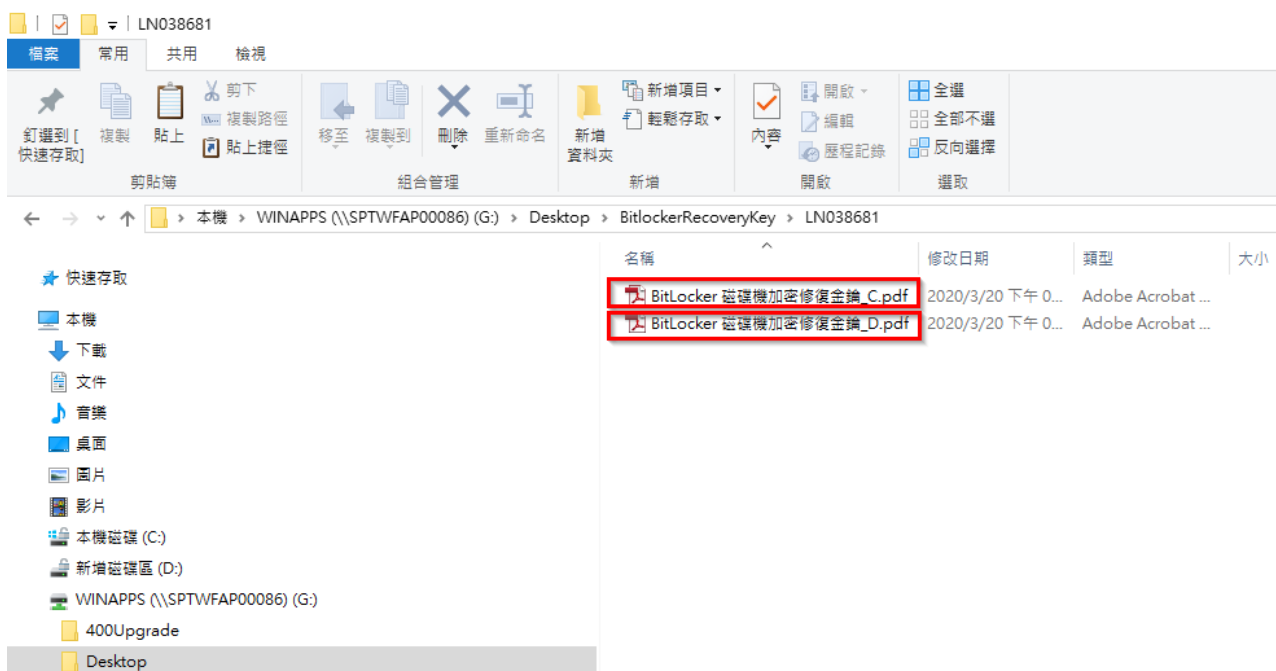 LN038681
檔案 常用 共用 檢視
釘選到 [快速存取]
複製
貼上
剪下
複製路徑
貼上捷徑
移至
複製到
刪除
重新命名
新增資料夾
新增項目
輕鬆存取
內容
開啟
編輯
歷程記錄
全選
全部不選
反向選擇
剪貼簿 組合管理 新增 開啟 選取
本機 > WINAPPS (\\SPTWFAP00086) (G:) > Desktop > BitlockerRecoveryKey > LN038681
名稱 修改日期 類型 大小
BitLocker 磁碟機加密修復金鑰_C.pdf 2020/3/20 下午 0... Adobe Acrobat ...
BitLocker 磁碟機加密修復金鑰_D.pdf 2020/3/20 下午 0... Adobe Acrobat ...
快速存取
本機
下載
文件
音樂
桌面
圖片
影片
本機磁碟 (C:)
新增磁碟區 (D:)
WINAPPS (\\SPTWFAP00086) (G:)
400Upgrade
Desktop